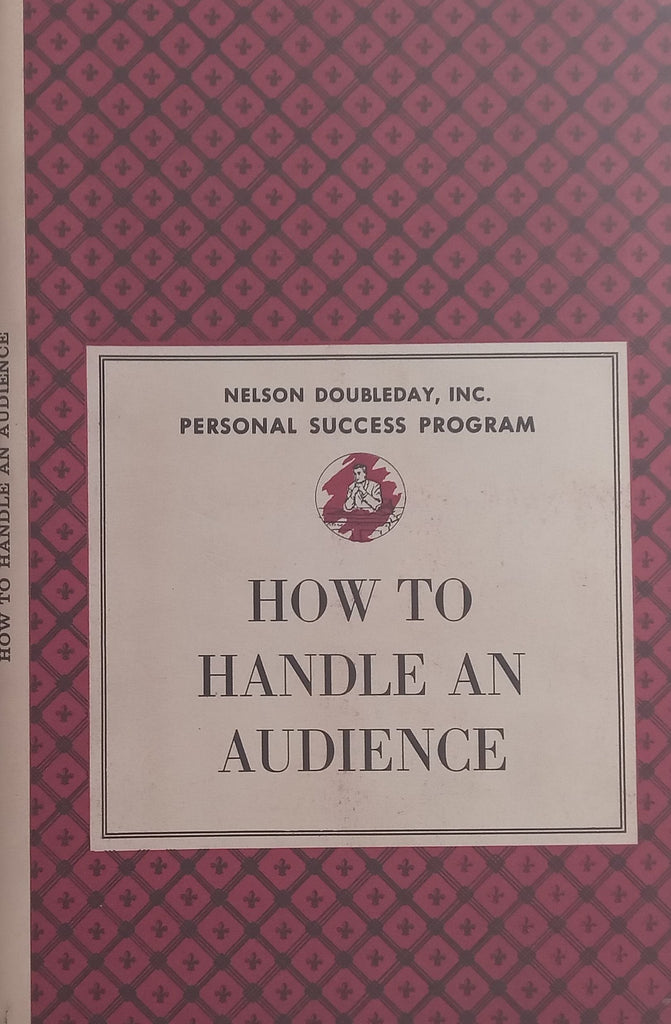 HOW TO HANDLE AN AUDIENCE
NELSON DOUBLEDAY, INC.
PERSONAL SUCCESS PROGRAM
HOW TO
HANDLE AN
AUDIENCE